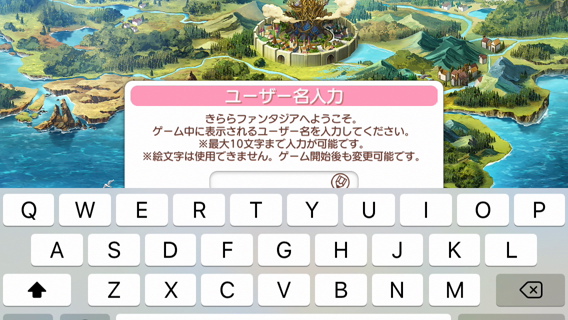 ユーザー名入力
きららファンタジアへようこそ。
ゲーム中に表示されるユーザー名を入力してください。
※最大10文字まで入力が可能です。
※絵文字は使用できません。ゲーム開始後も変更可能です。
Q W E R T Y U I O P
A S D F G H J K L
Z X C V B N M